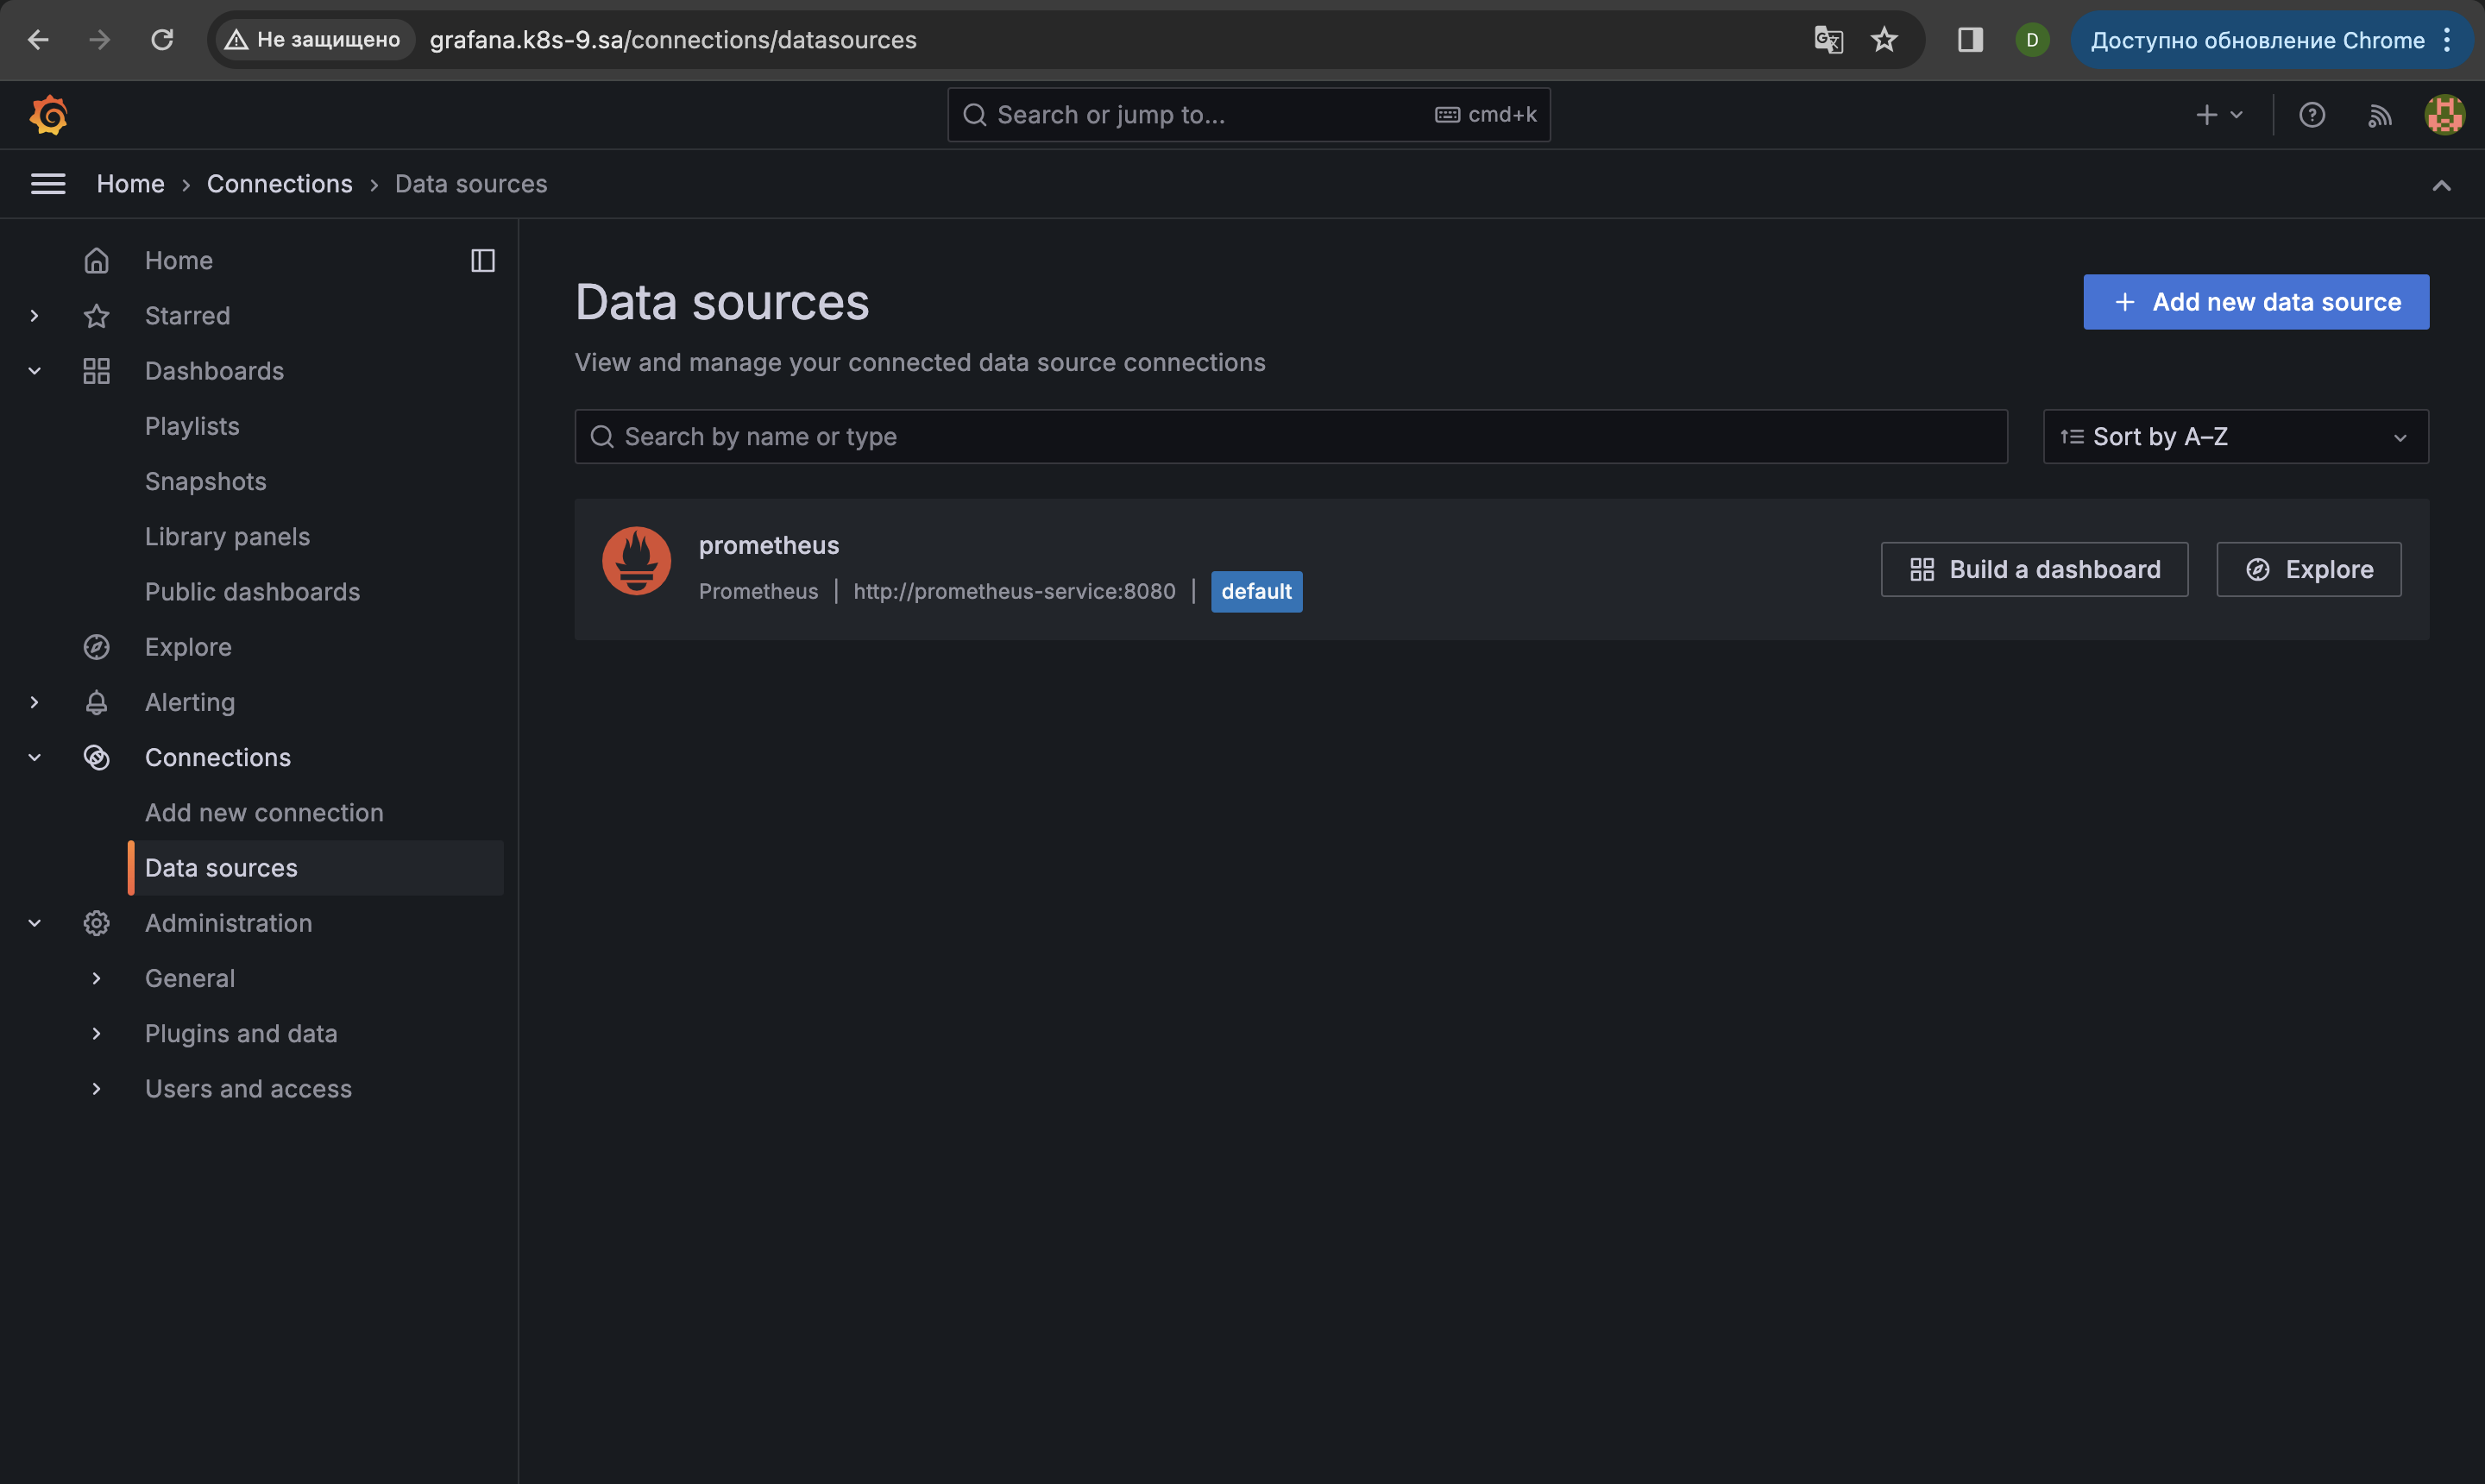 Не защищено
grafana.k8s-9.sa/connections/datasources
D
Доступно обновление Chrome
Search or jump to...
cmd+k
Home › Connections › Data sources
Home
Starred
Dashboards
Playlists
Snapshots
Library panels
Public dashboards
Explore
Alerting
Connections
Add new connection
Data sources
Administration
General
Plugins and data
Users and access
Data sources
Add new data source
View and manage your connected data source connections
Search by name or type
Sort by A–Z
prometheus
Prometheus | http://prometheus-service:8080 | default
Build a dashboard
Explore